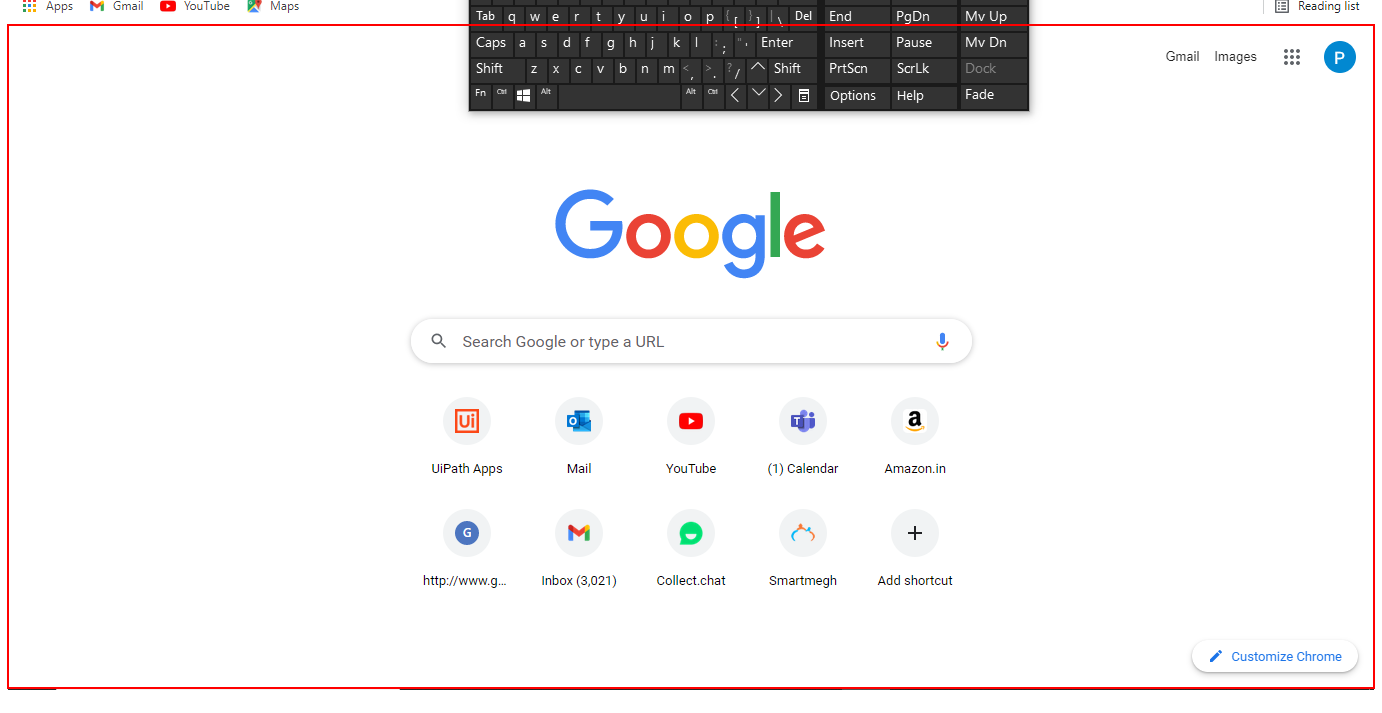 Apps Gmail YouTube Maps Reading list
Tab q w e r t y u i o p { [ } ] | \ Del End PgDn Mv Up
Caps a s d f g h j k l : ; " ' Enter Insert Pause Mv Dn
Shift z x c v b n m < , > . ? / Shift PrtScn ScrLk Dock
Fn Ctrl Alt Alt Ctrl Options Help Fade
Gmail Images P
Google
Search Google or type a URL
Ui
UiPath Apps Mail YouTube (1) Calendar Amazon.in
G
http://www.g... Inbox (3,021) Collect.chat Smartmegh Add shortcut
Customize Chrome